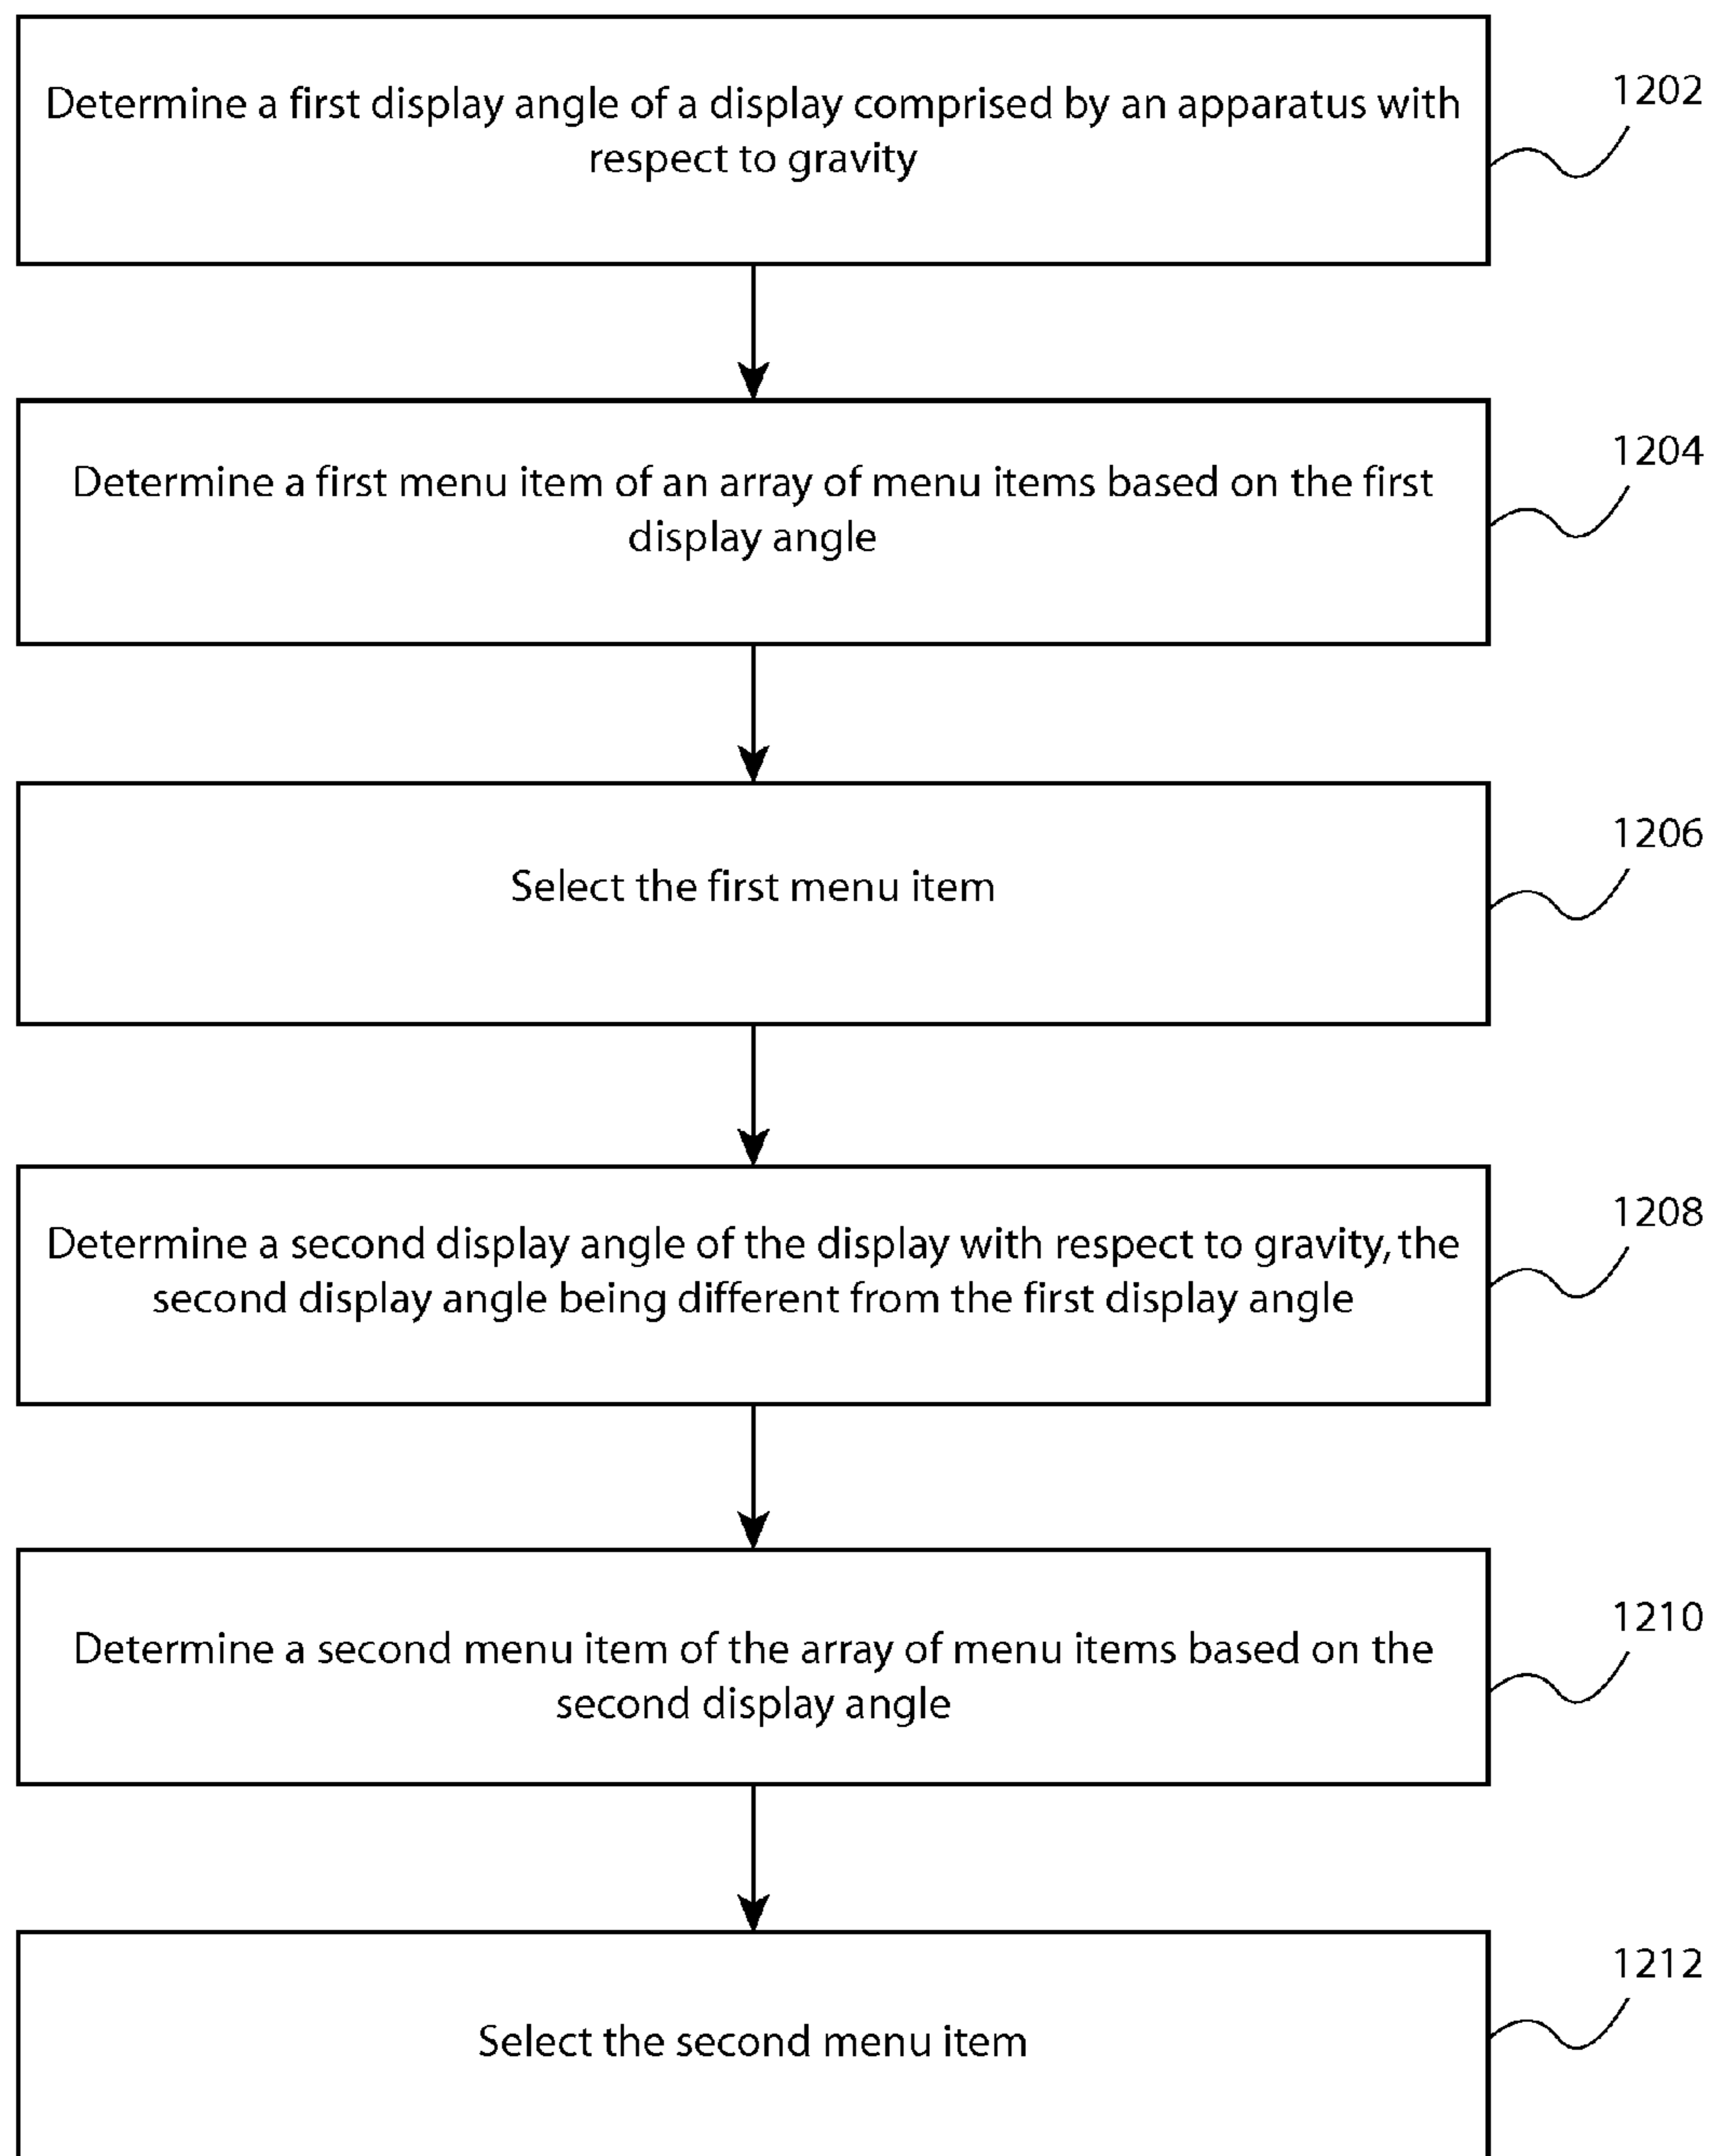 Determine a first display angle of a display comprised by an apparatus with
respect to gravity
1202
Determine a first menu item of an array of menu items based on the first
display angle
1204
Select the first menu item
1206
Determine a second display angle of the display with respect to gravity, the
second display angle being different from the first display angle
1208
Determine a second menu item of the array of menu items based on the
second display angle
1210
Select the second menu item
1212